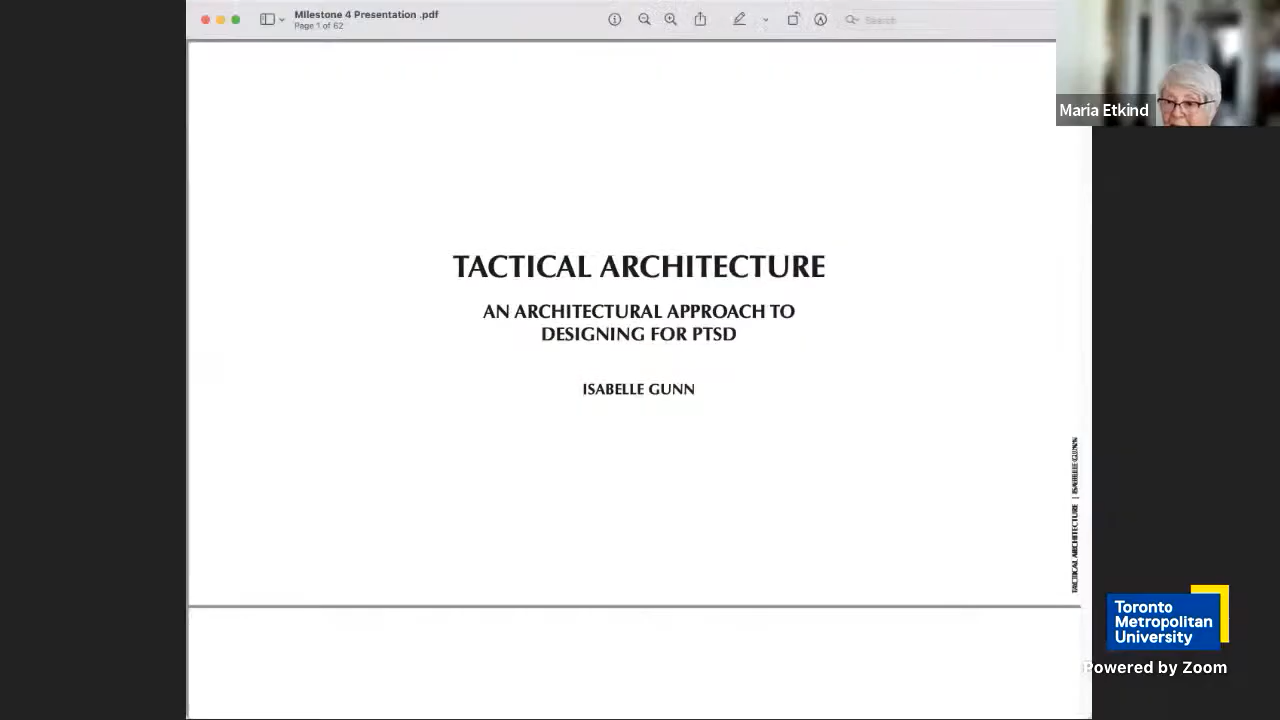 Milestone 4 Presentation .pdf
Page 1 of 62
Search
Maria Etkind
TACTICAL ARCHITECTURE
AN ARCHITECTURAL APPROACH TO
DESIGNING FOR PTSD
ISABELLE GUNN
TACTICAL ARCHITECTURE | ISABELLE GUNN
Toronto
Metropolitan
University
Powered by Zoom